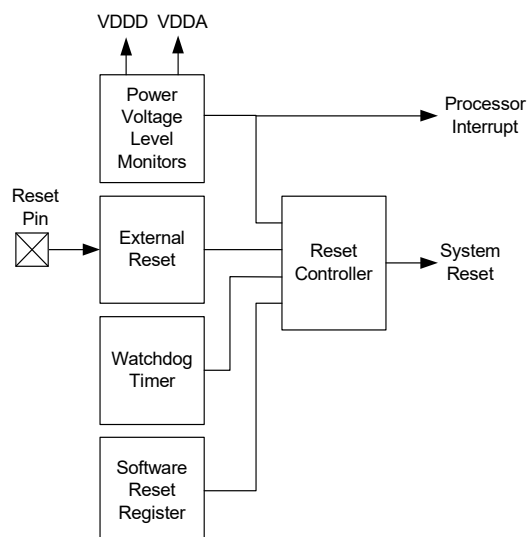 VDDD VDDA
Power
Voltage
Level
Monitors
Processor
Interrupt
Reset
Pin
External
Reset
Reset
Controller
System
Reset
Watchdog
Timer
Software
Reset
Register